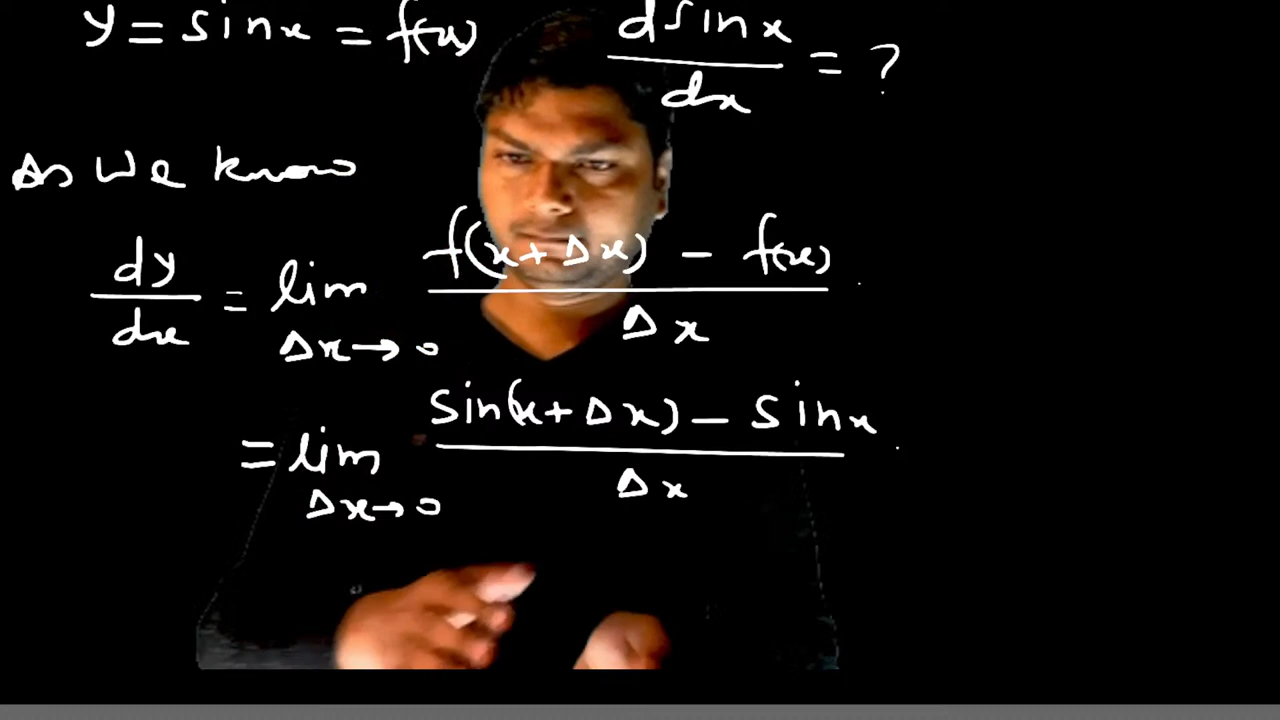 y = sinx = f(x) dsinx/dx = ?
As we know
dy/dx = lim Δx→0 f(x+Δx) - f(x) / Δx
= lim Δx→0 sin(x+Δx) - sinx / Δx